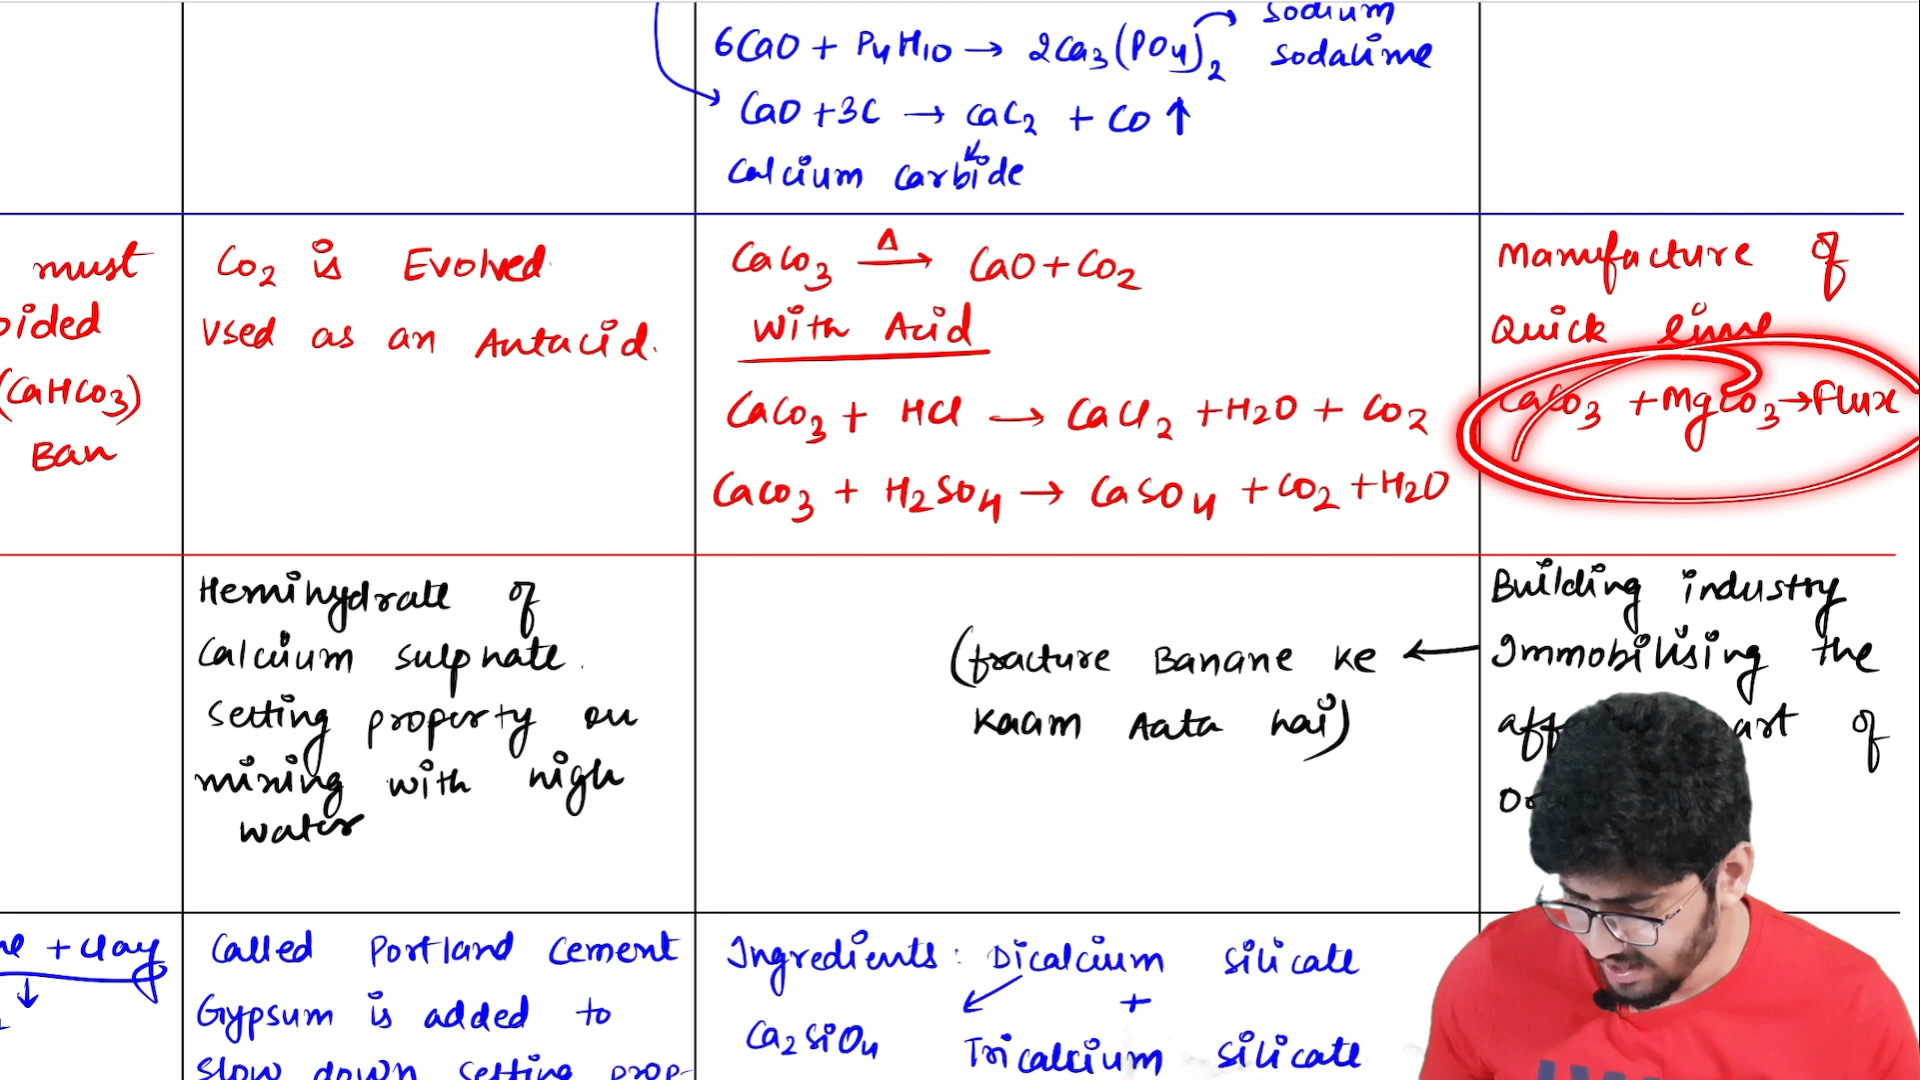 sodium
6CaO + P4H10 → 2Ca3(PO4)2 sodalime
CaO + 3C → CaC2 + CO ↑
Calcium Carbide
must
CO2 is Evolved.
CaCO3 Δ→ CaO + CO2
Manufacture of
Used as an Antacid.
With Acid
Quick lime
(CaHCO3)
CaCO3 + HCl → CaCl2 + H2O + CO2
CaCO3 + MgCO3 → Flux
Ban
CaCO3 + H2SO4 → CaSO4 + CO2 + H2O
Hemihydrate of
Calcium sulphate.
Setting property on
mixing with high
water
(fracture Banane ke ←
Kaam Aata hai)
Building industry
Immobilising the
of
+ clay
↓
Called Portland Cement
Gypsum is added to
slow down setting prop-
Ingredients : Dicalcium silicate
+
Ca2SiO4 Tricalcium silicate